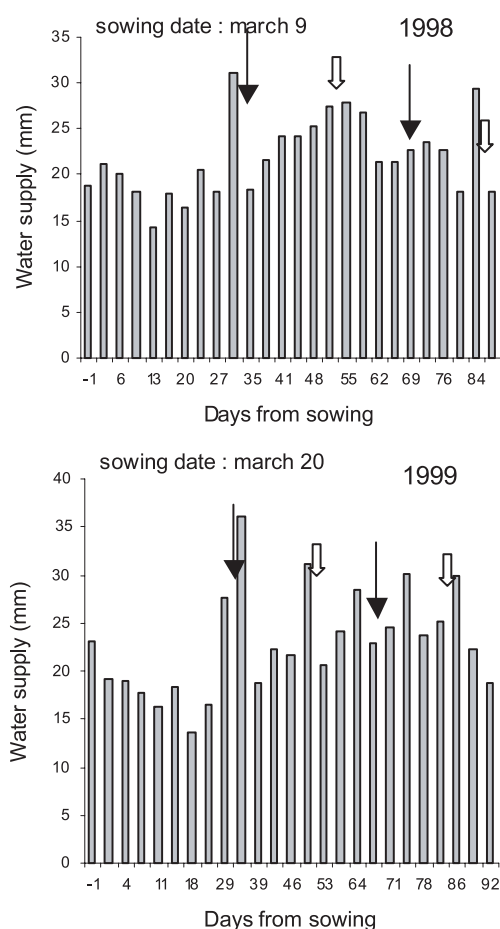 sowing date : march 9
1998
Water supply (mm)
35
30
25
20
15
10
5
0
-1 6 13 20 27 35 41 48 55 62 69 76 84
Days from sowing
sowing date : march 20
1999
Water supply (mm)
40
35
30
25
20
15
10
5
0
-1 4 11 18 29 39 46 53 64 71 78 86 92
Days from sowing